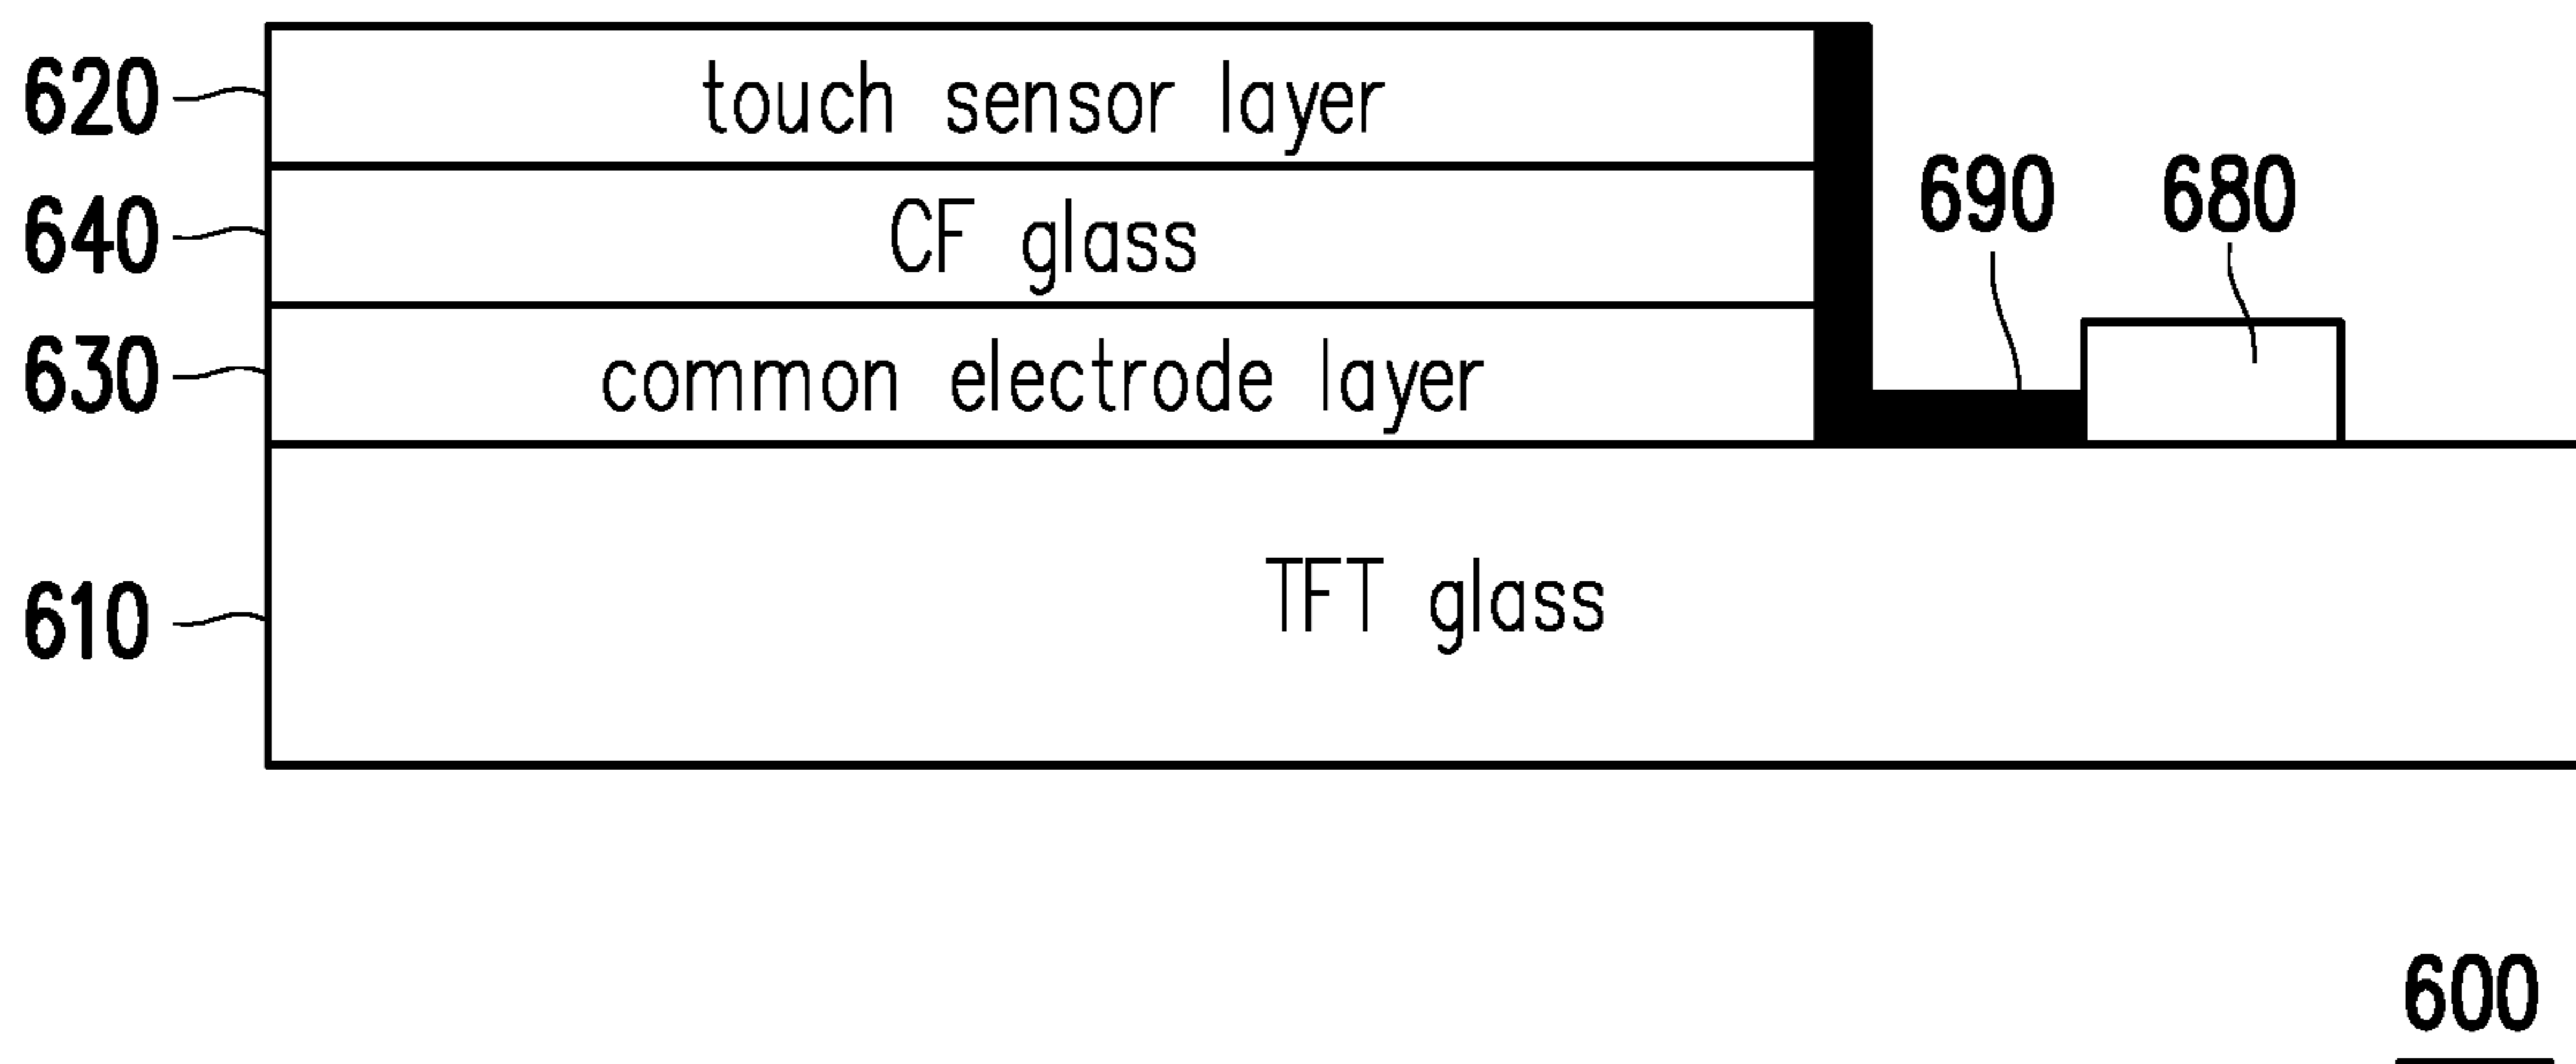 620 touch sensor layer
690 680
640 CF glass
630 common electrode layer
610 TFT glass
600